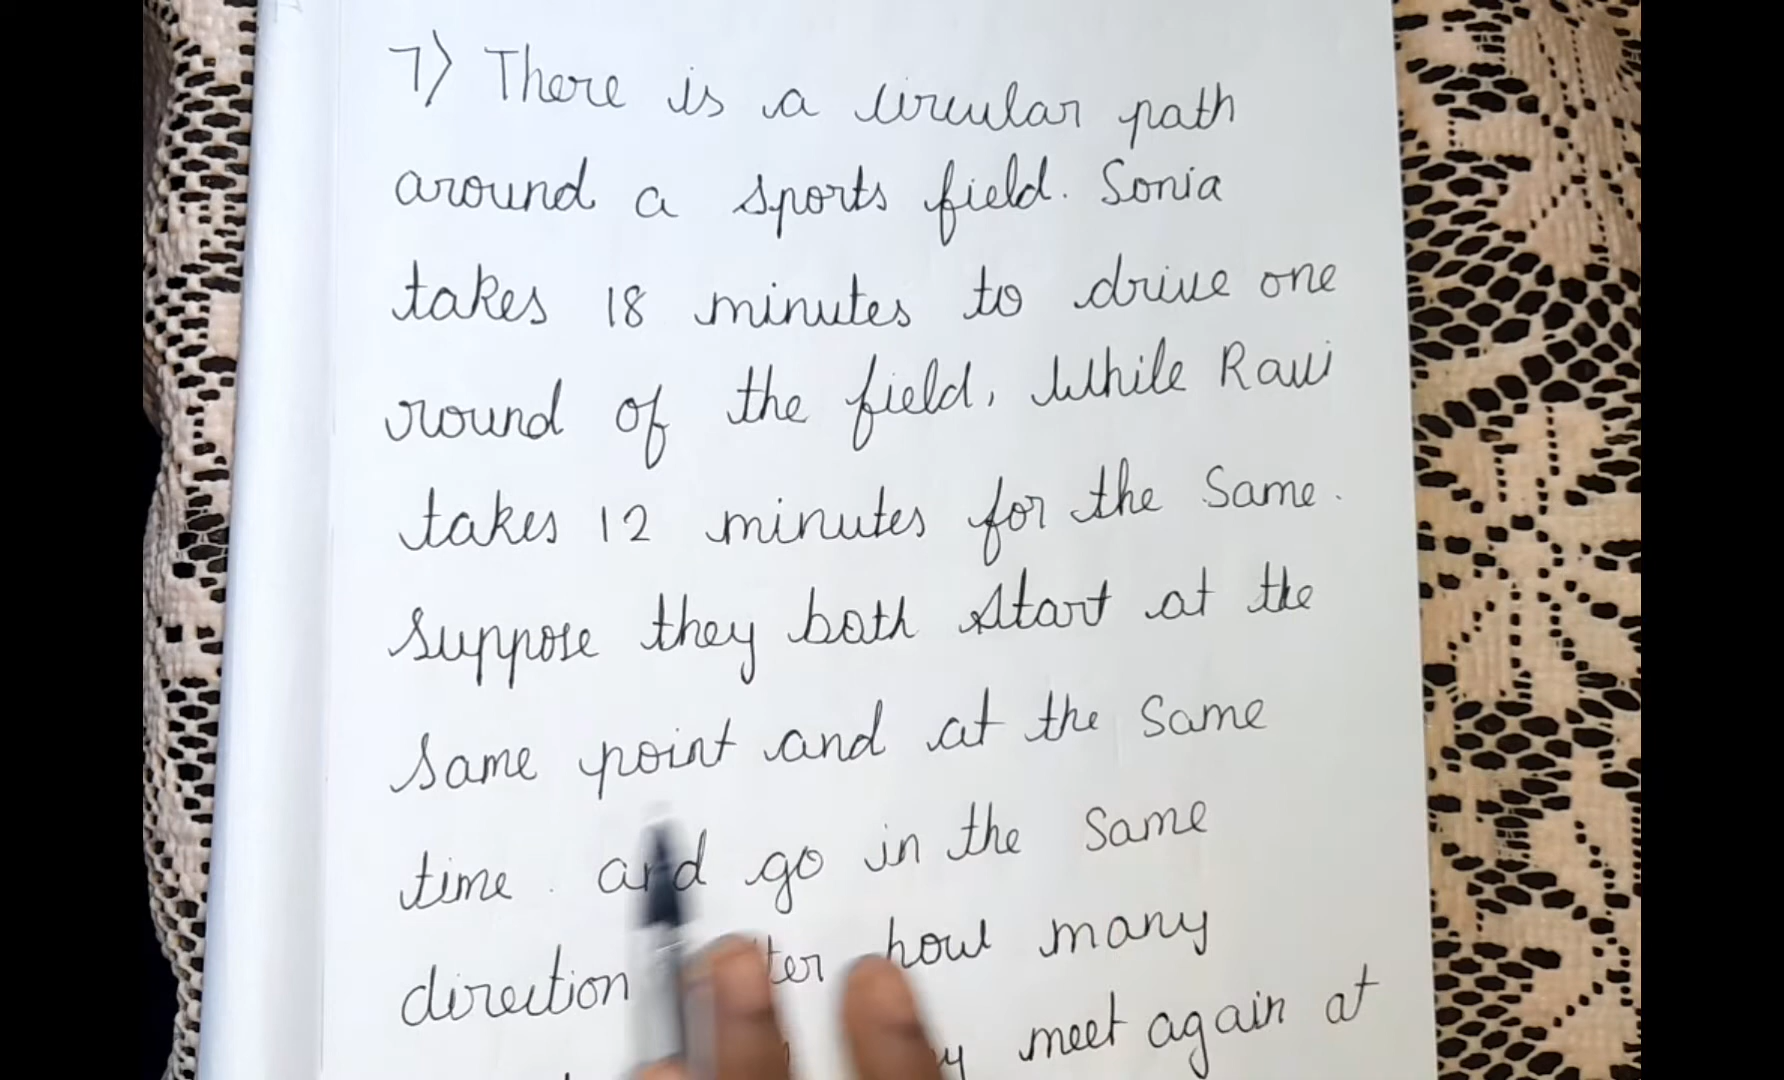 7) There is a circular path
around a sports field. Sonia
takes 18 minutes to drive one
round of the field, While Ravi
takes 12 minutes for the Same.
suppose they both start at the
same point and at the same
time. and go in the same
direction how many
meet again at